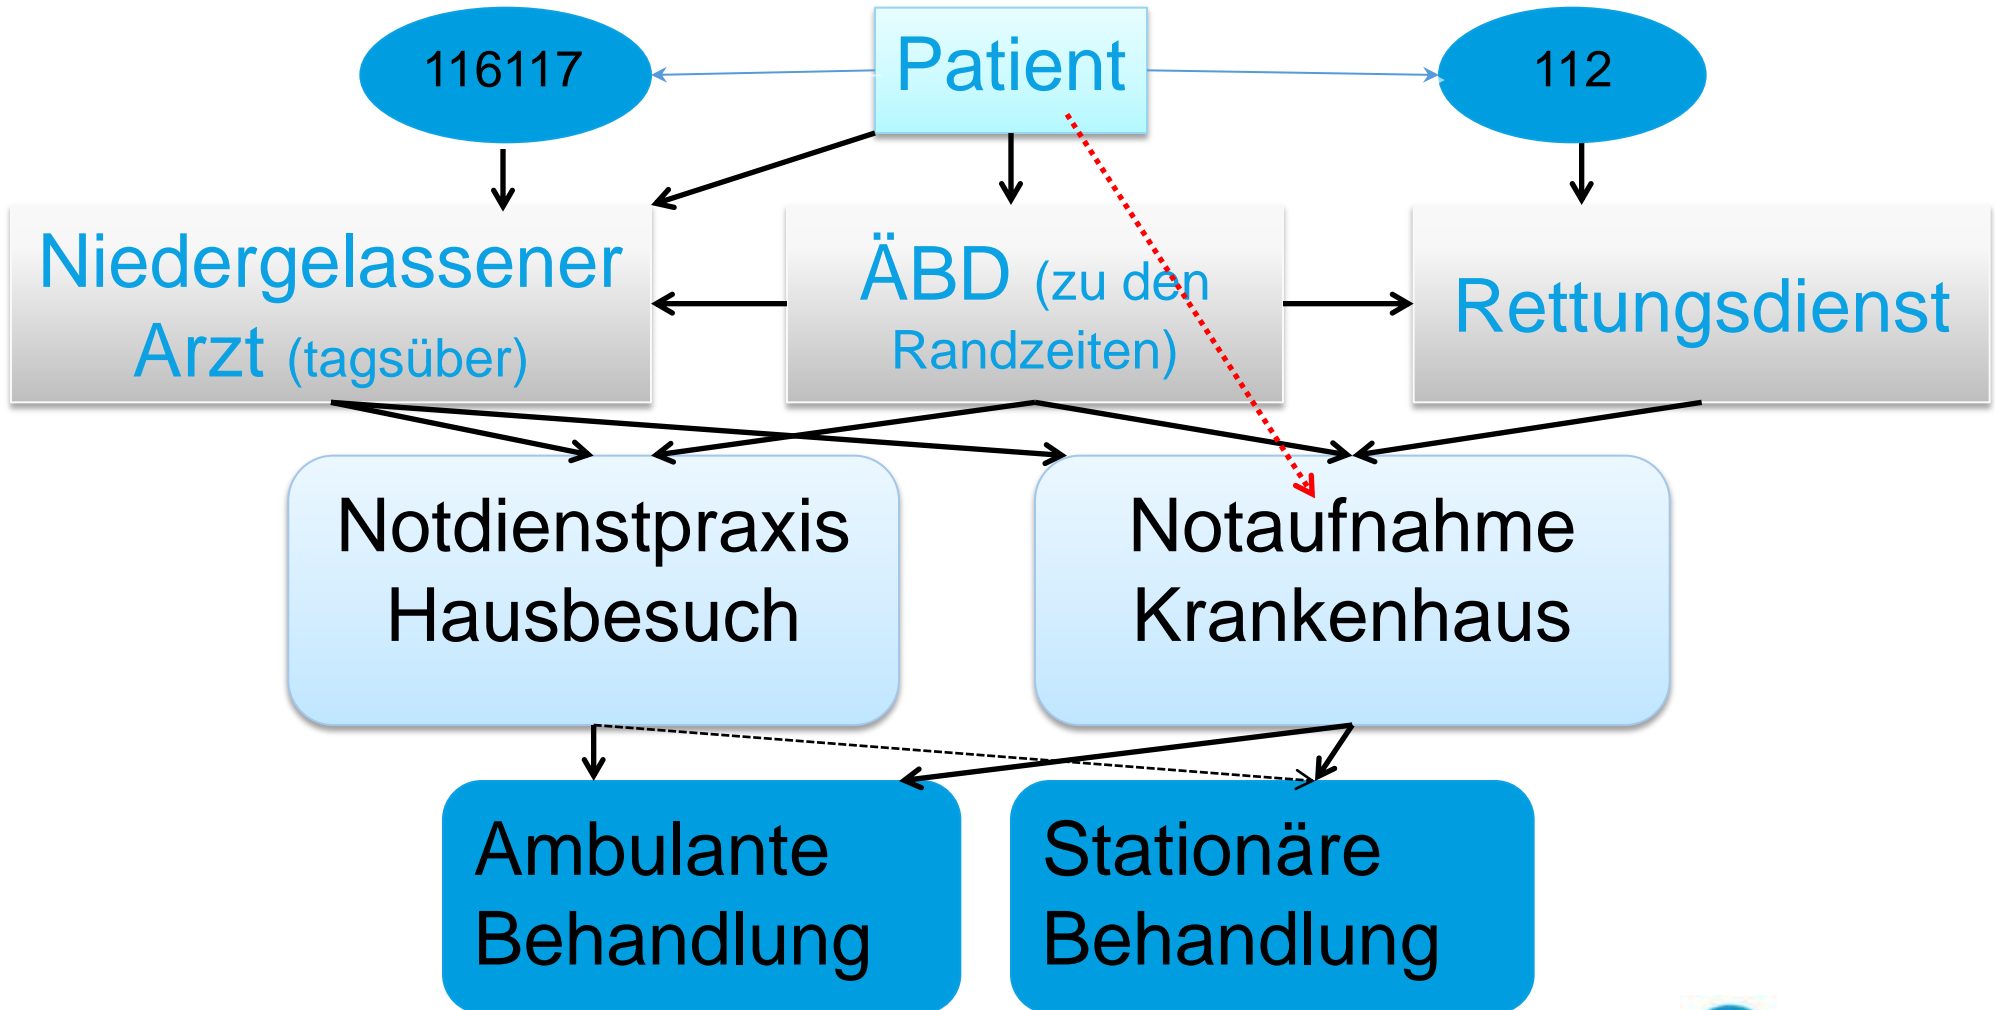 116117
Patient
112
Niedergelassener
Arzt (tagsüber)
ÄBD (zu den
Randzeiten)
Rettungsdienst
Notdienstpraxis
Hausbesuch
Notaufnahme
Krankenhaus
Ambulante
Behandlung
Stationäre
Behandlung